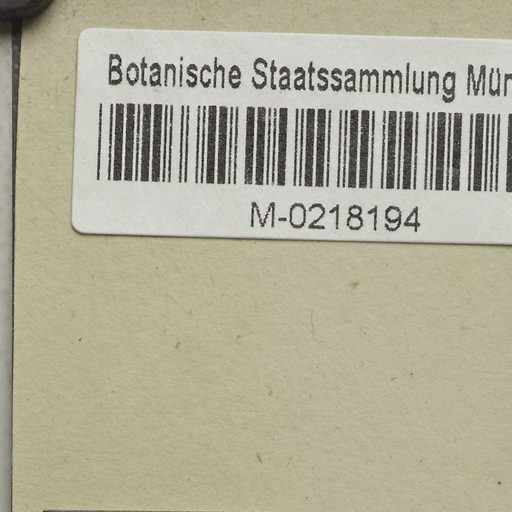 Botanische Staatssammlung Mün
M-0218194